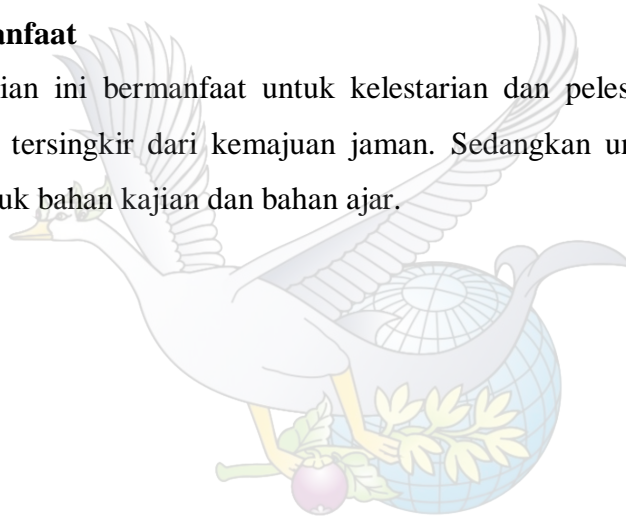 anfaat
ian ini bermanfaat untuk kelestarian dan peles
tersingkir dari kemajuan jaman. Sedangkan un
uk bahan kajian dan bahan ajar.